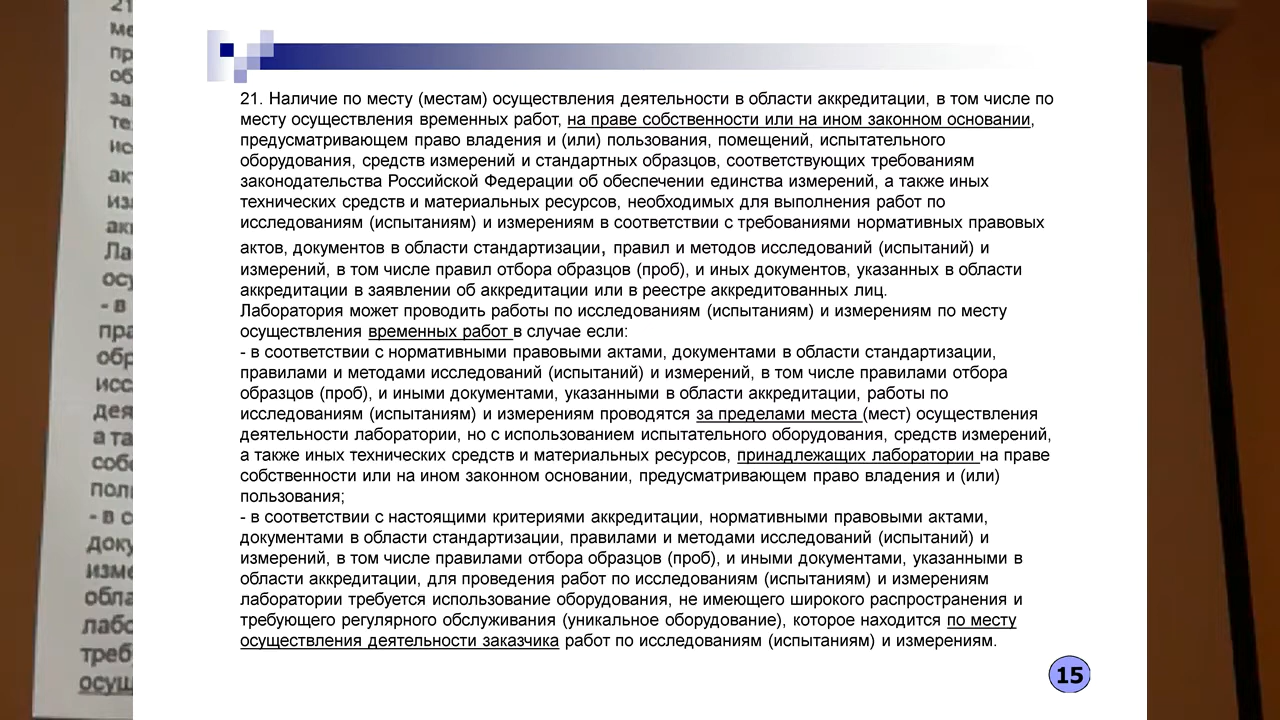 21. Наличие по месту (местам) осуществления деятельности в области аккредитации, в том числе по
месту осуществления временных работ, на праве собственности или на ином законном основании,
предусматривающем право владения и (или) пользования, помещений, испытательного
оборудования, средств измерений и стандартных образцов, соответствующих требованиям
законодательства Российской Федерации об обеспечении единства измерений, а также иных
технических средств и материальных ресурсов, необходимых для выполнения работ по
исследованиям (испытаниям) и измерениям в соответствии с требованиями нормативных правовых
актов, документов в области стандартизации, правил и методов исследований (испытаний) и
измерений, в том числе правил отбора образцов (проб), и иных документов, указанных в области
аккредитации в заявлении об аккредитации или в реестре аккредитованных лиц.
Лаборатория может проводить работы по исследованиям (испытаниям) и измерениям по месту
осуществления временных работ в случае если:
- в соответствии с нормативными правовыми актами, документами в области стандартизации,
правилами и методами исследований (испытаний) и измерений, в том числе правилами отбора
образцов (проб), и иными документами, указанными в области аккредитации, работы по
исследованиям (испытаниям) и измерениям проводятся за пределами места (мест) осуществления
деятельности лаборатории, но с использованием испытательного оборудования, средств измерений,
а также иных технических средств и материальных ресурсов, принадлежащих лаборатории на праве
собственности или на ином законном основании, предусматривающем право владения и (или)
пользования;
- в соответствии с настоящими критериями аккредитации, нормативными правовыми актами,
документами в области стандартизации, правилами и методами исследований (испытаний) и
измерений, в том числе правилами отбора образцов (проб), и иными документами, указанными в
области аккредитации, для проведения работ по исследованиям (испытаниям) и измерениям
лаборатории требуется использование оборудования, не имеющего широкого распространения и
требующего регулярного обслуживания (уникальное оборудование), которое находится по месту
осуществления деятельности заказчика работ по исследованиям (испытаниям) и измерениям.
15